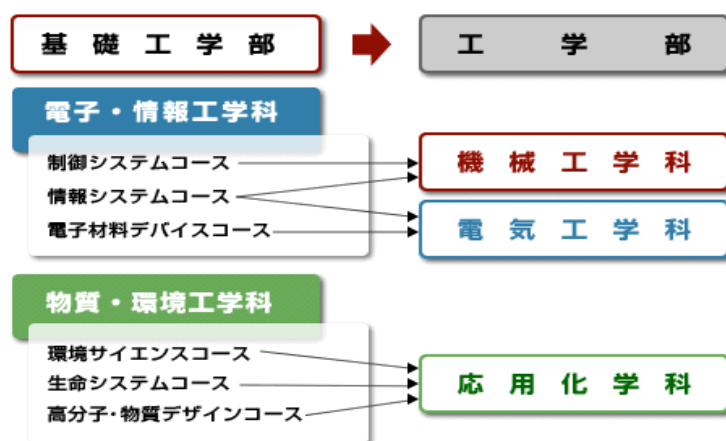 基礎工学部
工学部
電子・情報工学科
制御システムコース
情報システムコース
電子材料デバイスコース
機械工学科
電気工学科
物質・環境工学科
環境サイエンスコース
生命システムコース
高分子・物質デザインコース
応用化学科